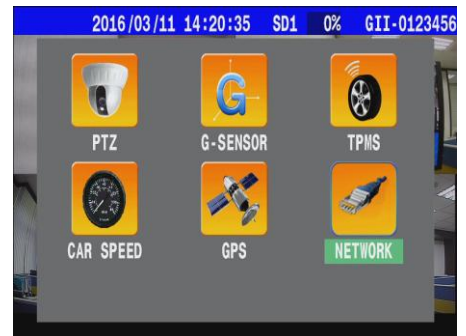 2016/03/11 14:20:35 SD1 0% GII-0123456
PTZ G-SENSOR TPMS
CAR SPEED GPS NETWORK